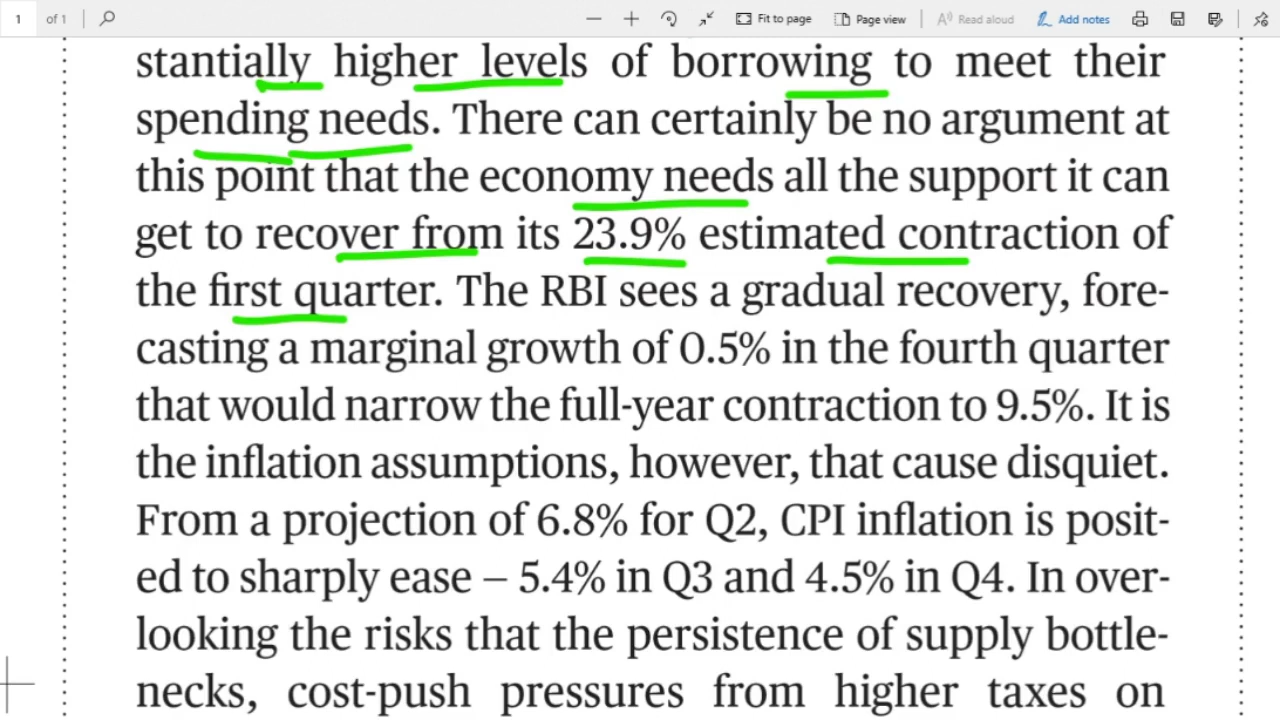 1 of 1 Fit to page Page view Read aloud Add notes
stantially higher levels of borrowing to meet their
spending needs. There can certainly be no argument at
this point that the economy needs all the support it can
get to recover from its 23.9% estimated contraction of
the first quarter. The RBI sees a gradual recovery, fore-
casting a marginal growth of 0.5% in the fourth quarter
that would narrow the full-year contraction to 9.5%. It is
the inflation assumptions, however, that cause disquiet.
From a projection of 6.8% for Q2, CPI inflation is posit-
ed to sharply ease – 5.4% in Q3 and 4.5% in Q4. In over-
looking the risks that the persistence of supply bottle-
necks, cost-push pressures from higher taxes on